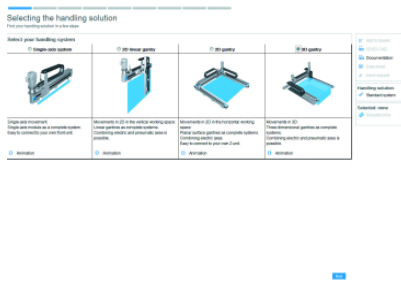 Selecting the handling solution
Find your handling solution in a few steps
Select your handling system
Single-axis system
2D linear gantry
2D gantry
3D gantry
Single axis movement
Single axis module as a complete system.
Easy to connect to your own front unit.
Animation
Movements in 2D in the vertical working space.
Linear gantries as complete systems.
Combining electric and pneumatic axes is
possible.
Animation
Movements in 2D in the horizontal working
space.
Planar surface gantries as complete systems.
Combining electric axes.
Easy to connect to your own Z unit.
Animation
Movements in 3D.
Three-dimensional gantries as complete
systems.
Combining electric and pneumatic axes is
possible.
Animation
Documentation
Handling solution
Standard system